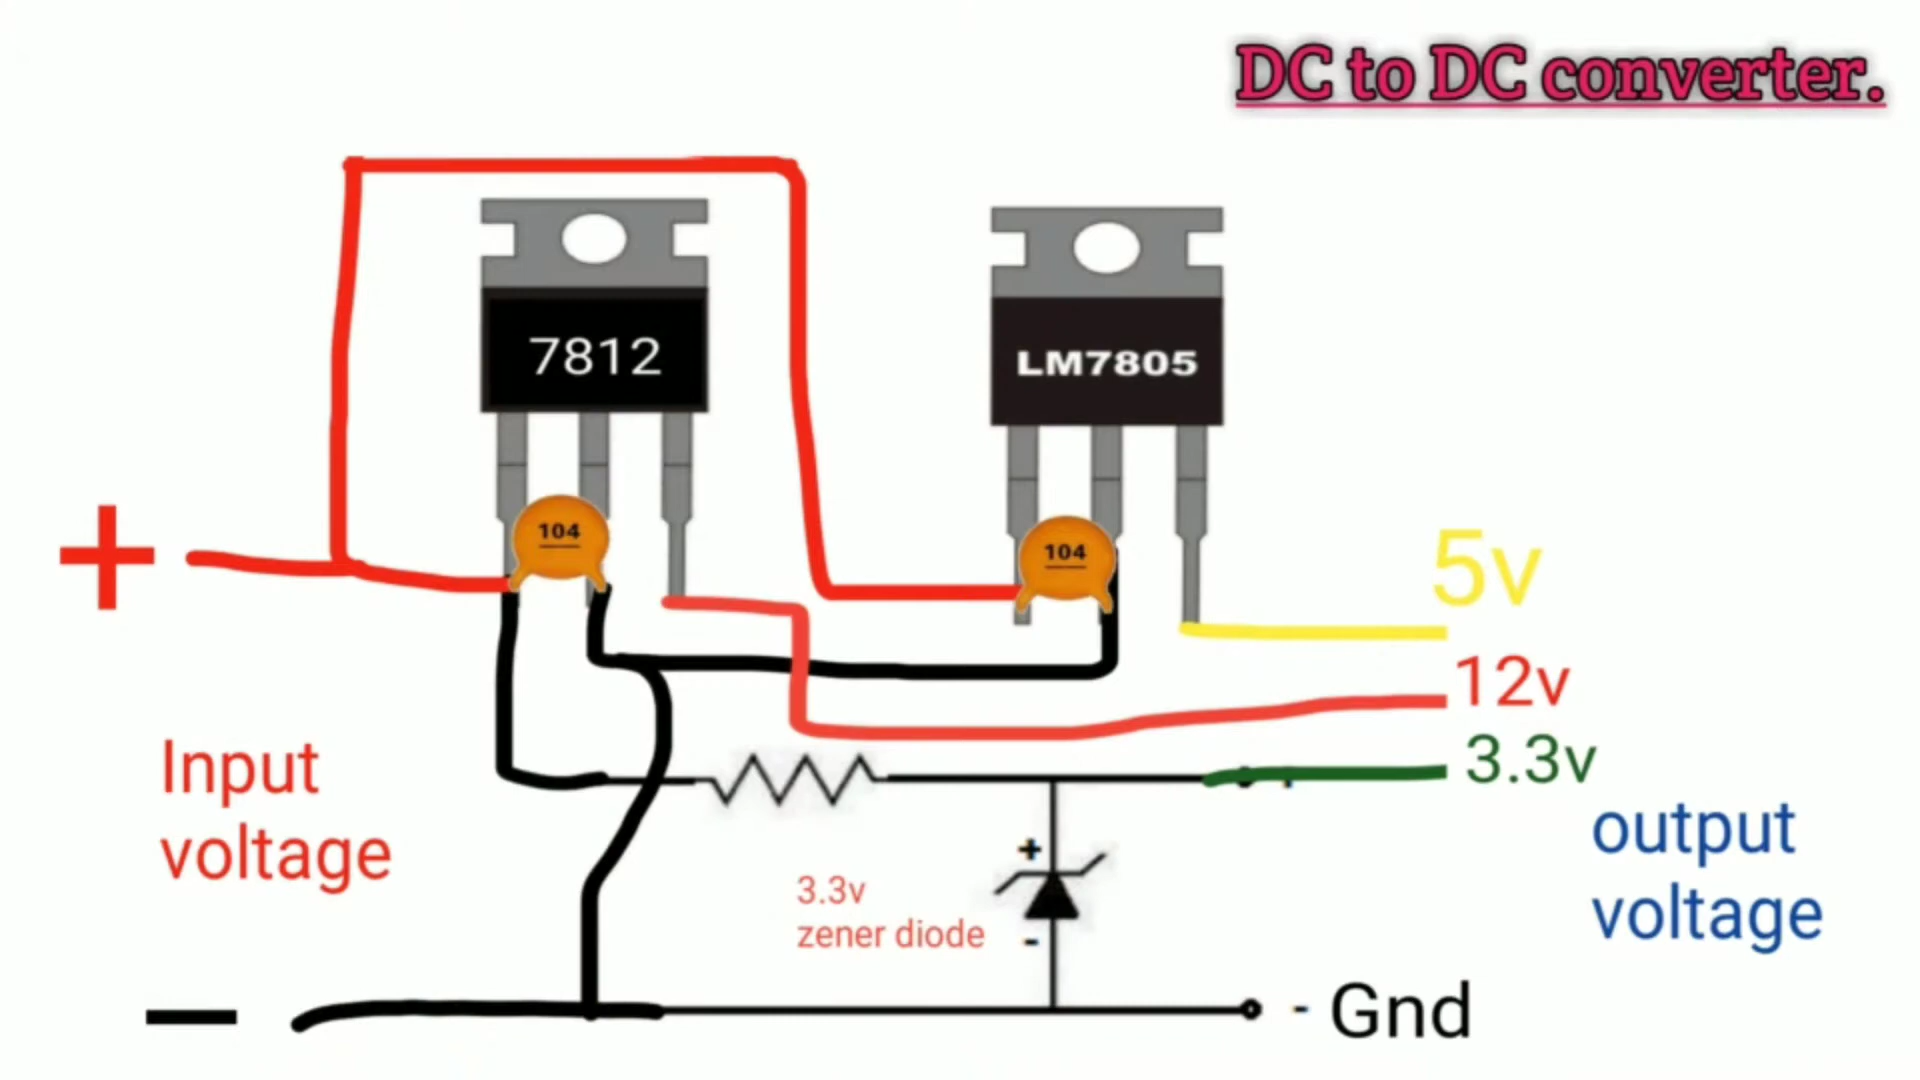 DC to DC converter.
7812
LM7805
104
104
+
5v
12v
3.3v
Input
voltage
output
voltage
+
3.3v
zener diode
-
- Gnd